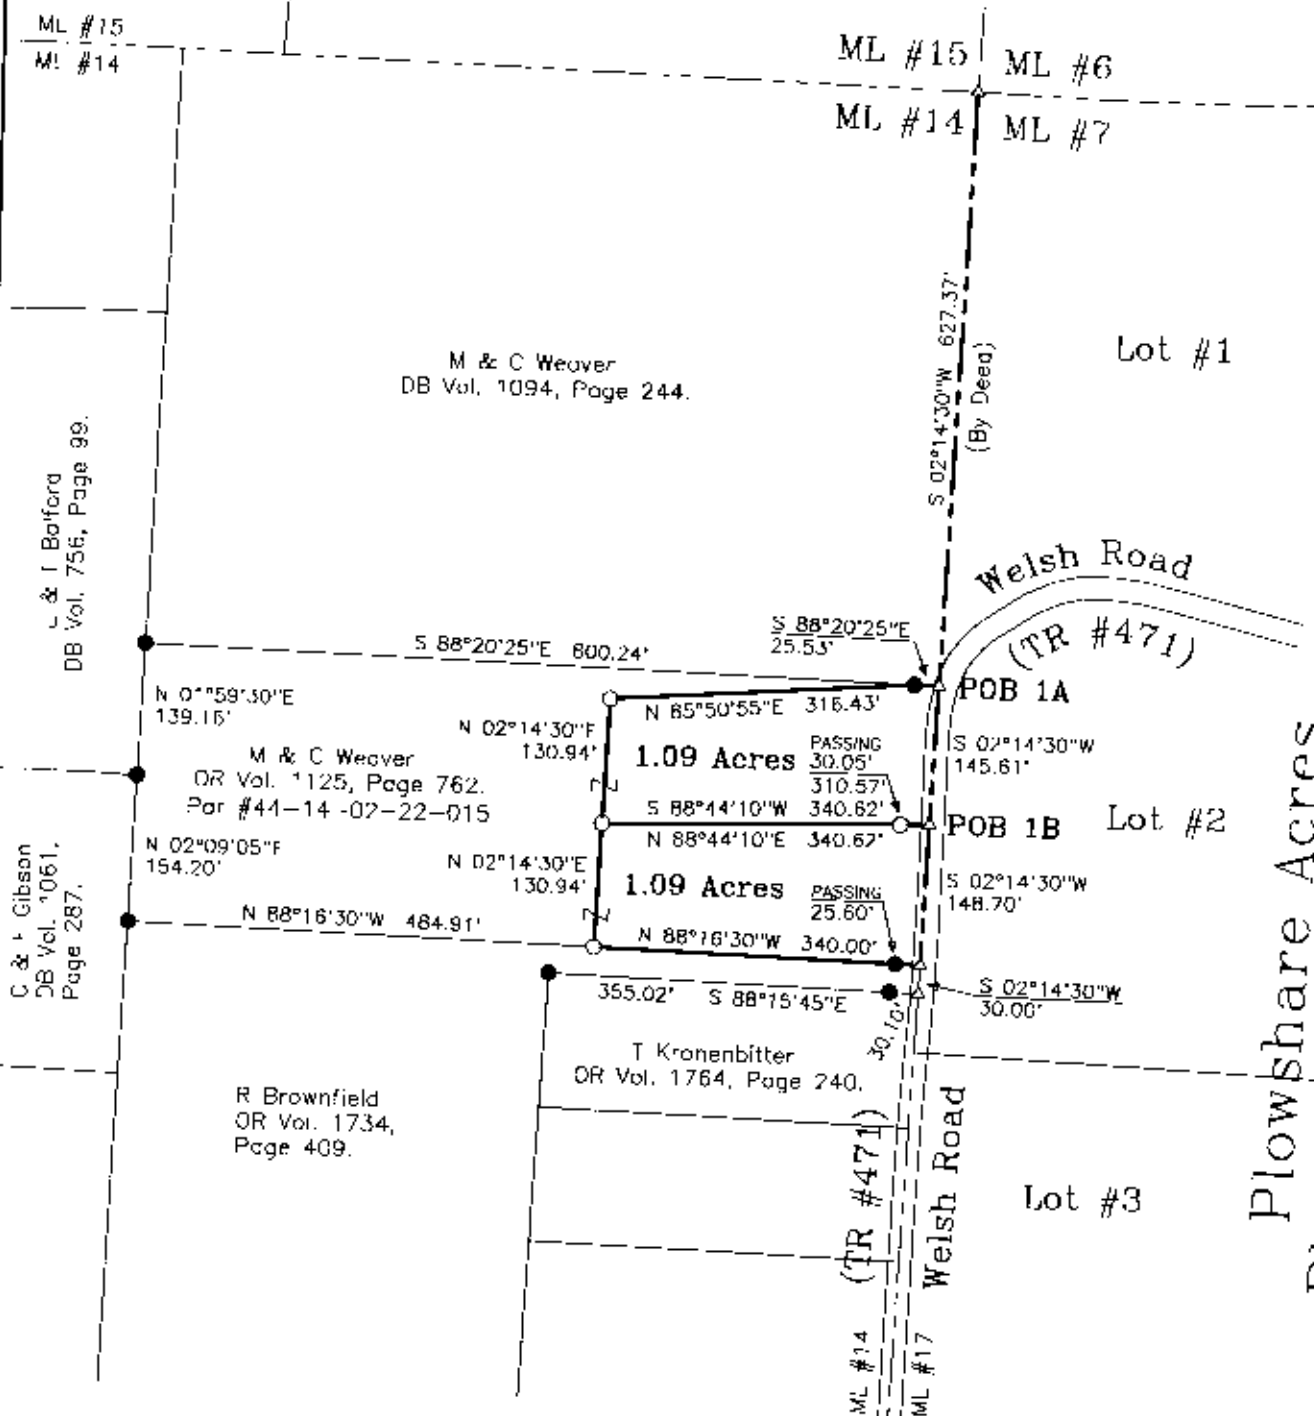 ML #15
ML #14
ML #15
ML #6
ML #14
ML #7
S 02°14'30"W 627.37'
(By Deed)
Lot #1
M & C Weaver
DB Vol. 1094, Page 244.
DB Vol. 756, Page 99.
Welsh Road
(TR #471)
S 88°20'25"E 600.24'
S 88°20'25"E
25.53'
POB 1A
N 01°59'30"E
139.16'
N 85°50'55"E 316.43'
N 02°14'30"E
130.94'
1.09 Acres
PASSING
30.05'
310.57'
S 02°14'30"W
145.61'
M & C Weaver
OR Vol. 1125, Page 762.
Par #44-14-02-22-015
S 88°44'10"W 340.62'
N 88°44'10"E 340.62'
POB 1B
Lot #2
N 02°09'05"E
154.20'
N 02°14'30"E
130.94'
1.09 Acres
PASSING
25.60'
S 02°14'30"W
148.70'
Gibson
DB Vol. 1061,
Page 287.
N 88°16'30"W 484.91'
N 88°16'30"W 340.00'
355.02' S 88°15'45"E
S 02°14'30"W
30.00'
30.10'
T Kronenbitter
OR Vol. 1764, Page 240.
R Brownfield
OR Vol. 1734,
Page 409.
(TR #471)
Welsh Road
Lot #3
Plowshare Acres
ML #14
ML #17